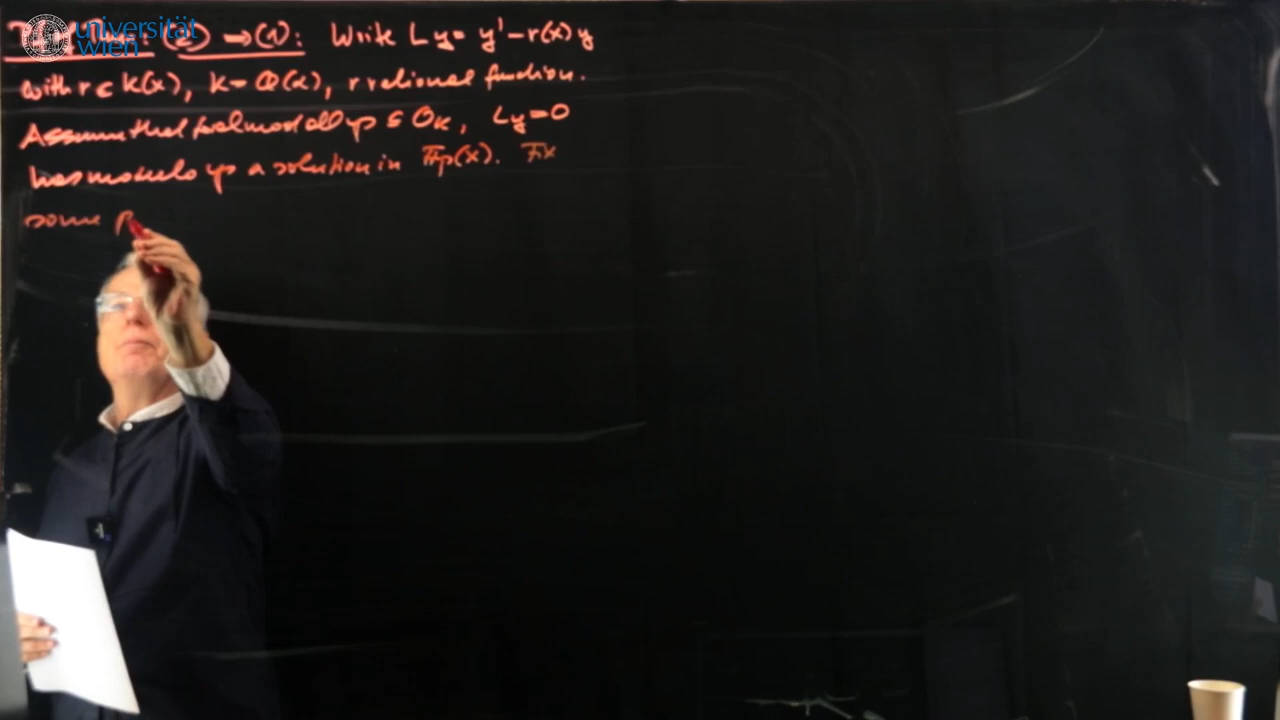 universität
wien
(2) → (1): Write Ly = y' - r(x) y
with r ∈ K(x), K = Q(α), r rational function.
Assume that for almost all p ⊆ O_K, Ly = 0
has modulo p a solution in F_p(x). Fix
some